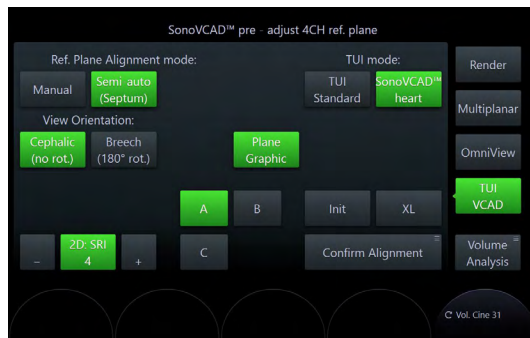 SonoVCAD™ pre - adjust 4CH ref. plane
Ref. Plane Alignment mode:
TUI mode:
Render
Manual
Semi auto
(Septum)
TUI
Standard
SonoVCAD™
heart
Multiplanar
View Orientation:
Cephalic
(no rot.)
Breech
(180° rot.)
Plane
Graphic
OmniView
A
B
Init
XL
TUI
VCAD
−
2D: SRI
4
+
C
Confirm Alignment
Volume
Analysis
Vol. Cine 31